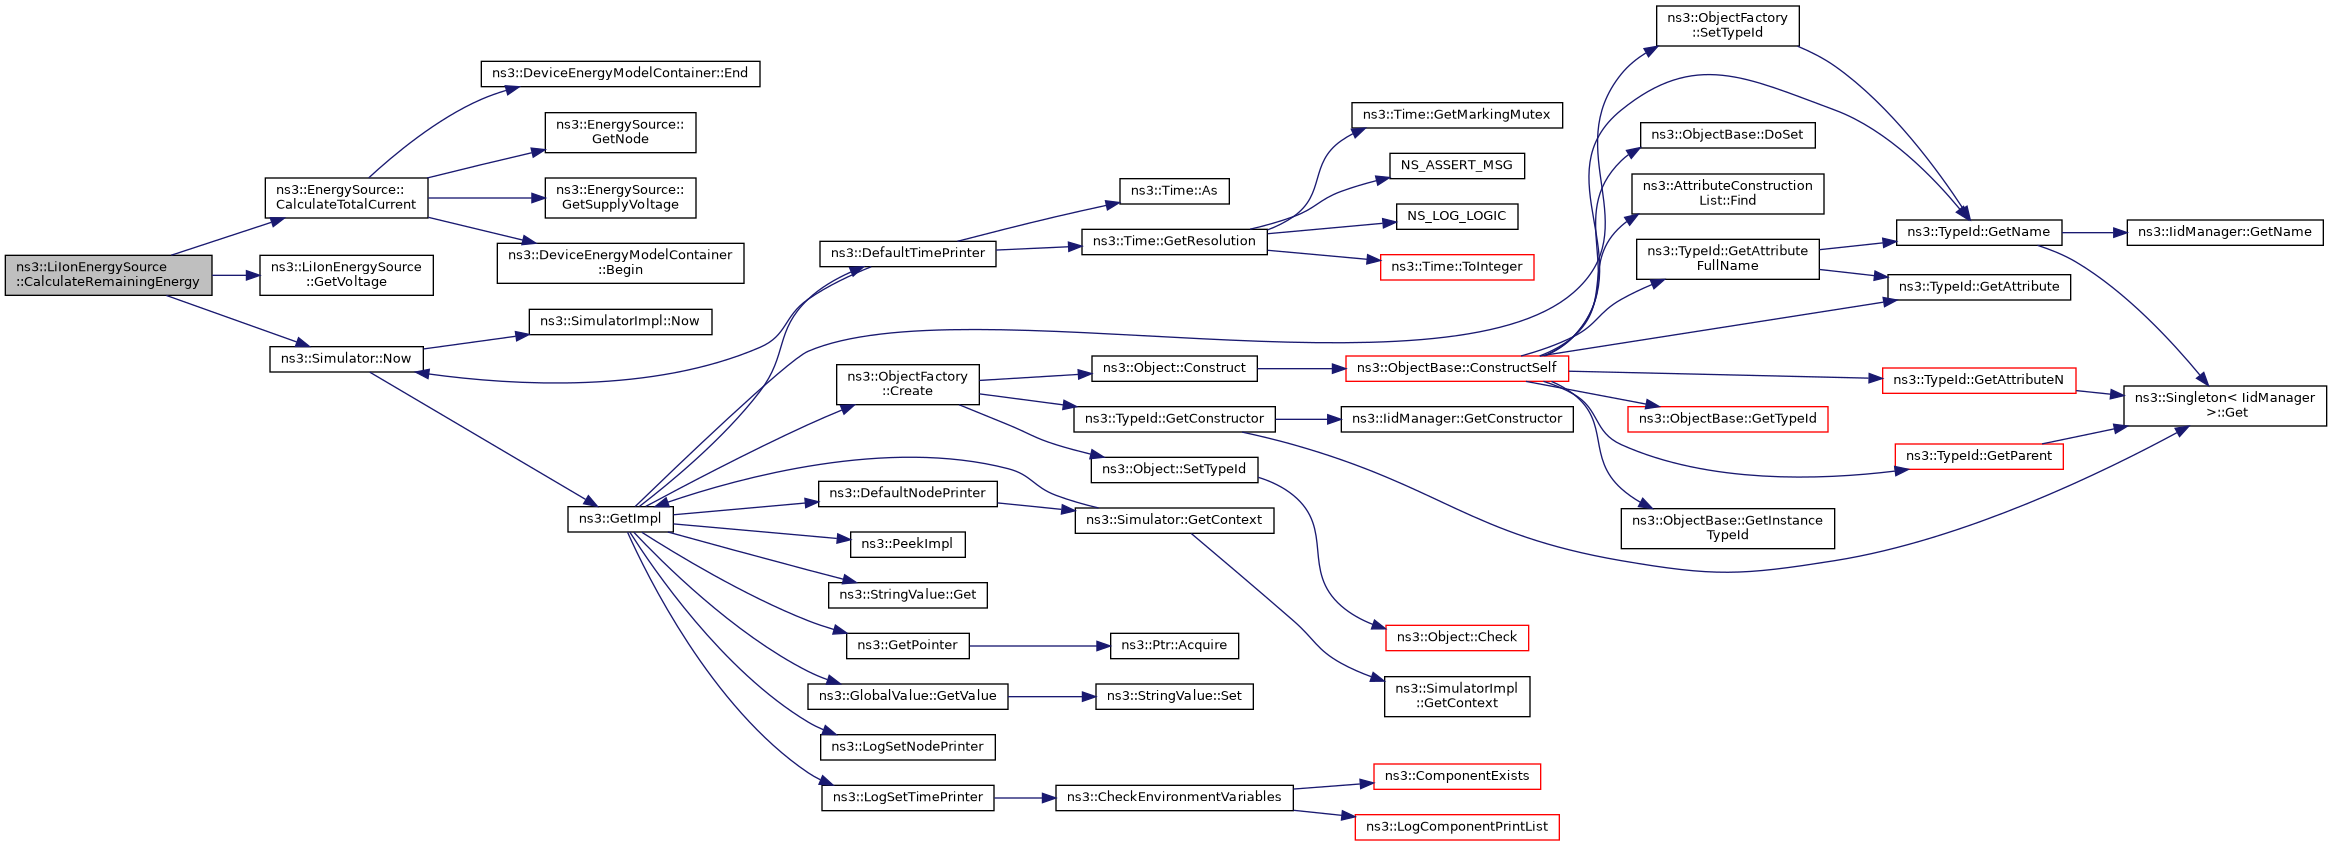 ns3::LiIonEnergySource
::CalculateRemainingEnergy
ns3::EnergySource::
CalculateTotalCurrent
ns3::LiIonEnergySource
::GetVoltage
ns3::Simulator::Now
ns3::DeviceEnergyModelContainer::End
ns3::EnergySource::
GetNode
ns3::EnergySource::
GetSupplyVoltage
ns3::DeviceEnergyModelContainer
::Begin
ns3::SimulatorImpl::Now
ns3::GetImpl
ns3::DefaultTimePrinter
ns3::ObjectFactory
::Create
ns3::DefaultNodePrinter
ns3::PeekImpl
ns3::StringValue::Get
ns3::GetPointer
ns3::GlobalValue::GetValue
ns3::LogSetNodePrinter
ns3::LogSetTimePrinter
ns3::Time::As
ns3::Time::GetResolution
ns3::Object::Construct
ns3::TypeId::GetConstructor
ns3::Object::SetTypeId
ns3::Simulator::GetContext
ns3::Ptr::Acquire
ns3::StringValue::Set
ns3::CheckEnvironmentVariables
ns3::Time::GetMarkingMutex
NS_ASSERT_MSG
NS_LOG_LOGIC
ns3::Time::ToInteger
ns3::ObjectBase::ConstructSelf
ns3::IidManager::GetConstructor
ns3::Object::Check
ns3::SimulatorImpl
::GetContext
ns3::ComponentExists
ns3::LogComponentPrintList
ns3::ObjectFactory
::SetTypeId
ns3::ObjectBase::DoSet
ns3::AttributeConstruction
List::Find
ns3::TypeId::GetAttribute
FullName
ns3::ObjectBase::GetTypeId
ns3::ObjectBase::GetInstance
TypeId
ns3::TypeId::GetName
ns3::TypeId::GetAttribute
ns3::TypeId::GetAttributeN
ns3::TypeId::GetParent
ns3::IidManager::GetName
ns3::Singleton< IidManager
>::Get